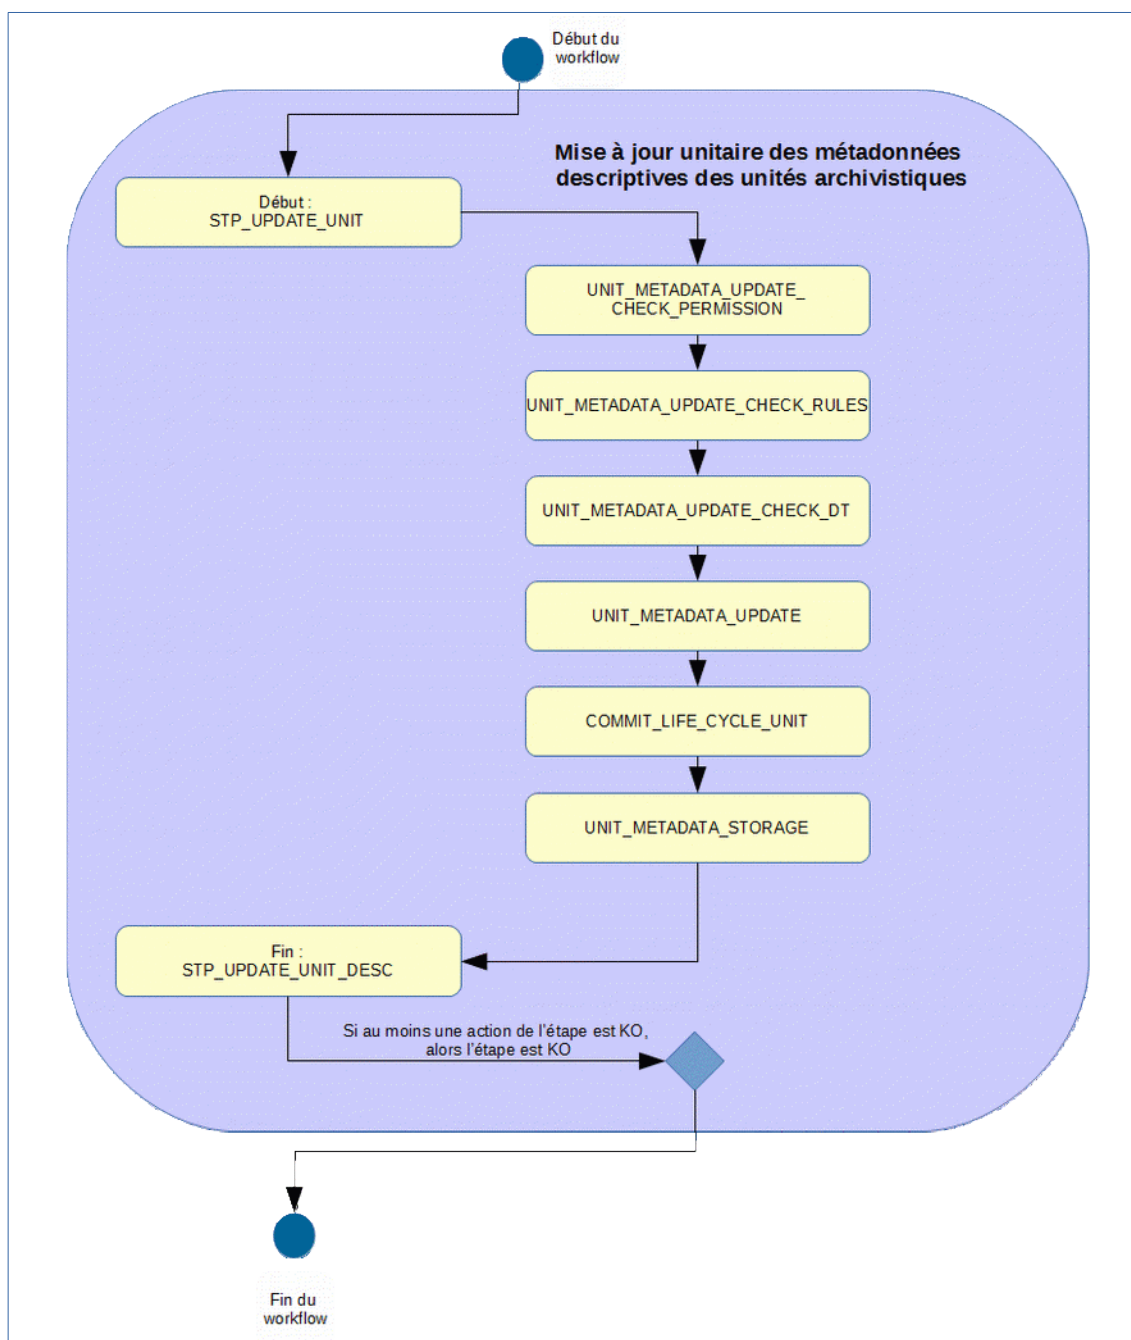 Début du
workflow
Mise à jour unitaire des métadonnées
descriptives des unités archivistiques
Début :
STP_UPDATE_UNIT
UNIT_METADATA_UPDATE_
CHECK_PERMISSION
UNIT_METADATA_UPDATE_CHECK_RULES
UNIT_METADATA_UPDATE_CHECK_DT
UNIT_METADATA_UPDATE
COMMIT_LIFE_CYCLE_UNIT
UNIT_METADATA_STORAGE
Fin :
STP_UPDATE_UNIT_DESC
Si au moins une action de l'étape est KO,
alors l'étape est KO
Fin du
workflow